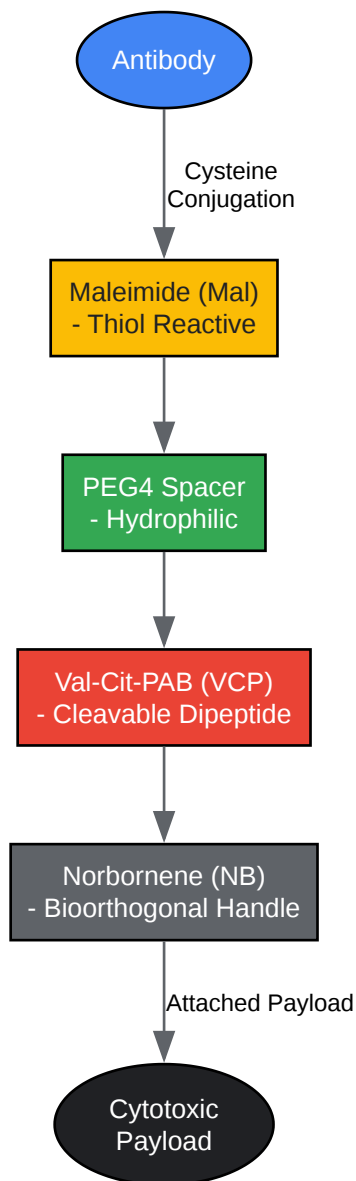 Antibody
Cysteine
Conjugation
Maleimide (Mal)
- Thiol Reactive
PEG4 Spacer
- Hydrophilic
Val-Cit-PAB (VCP)
- Cleavable Dipeptide
Norbornene (NB)
- Bioorthogonal Handle
Attached Payload
Cytotoxic
Payload